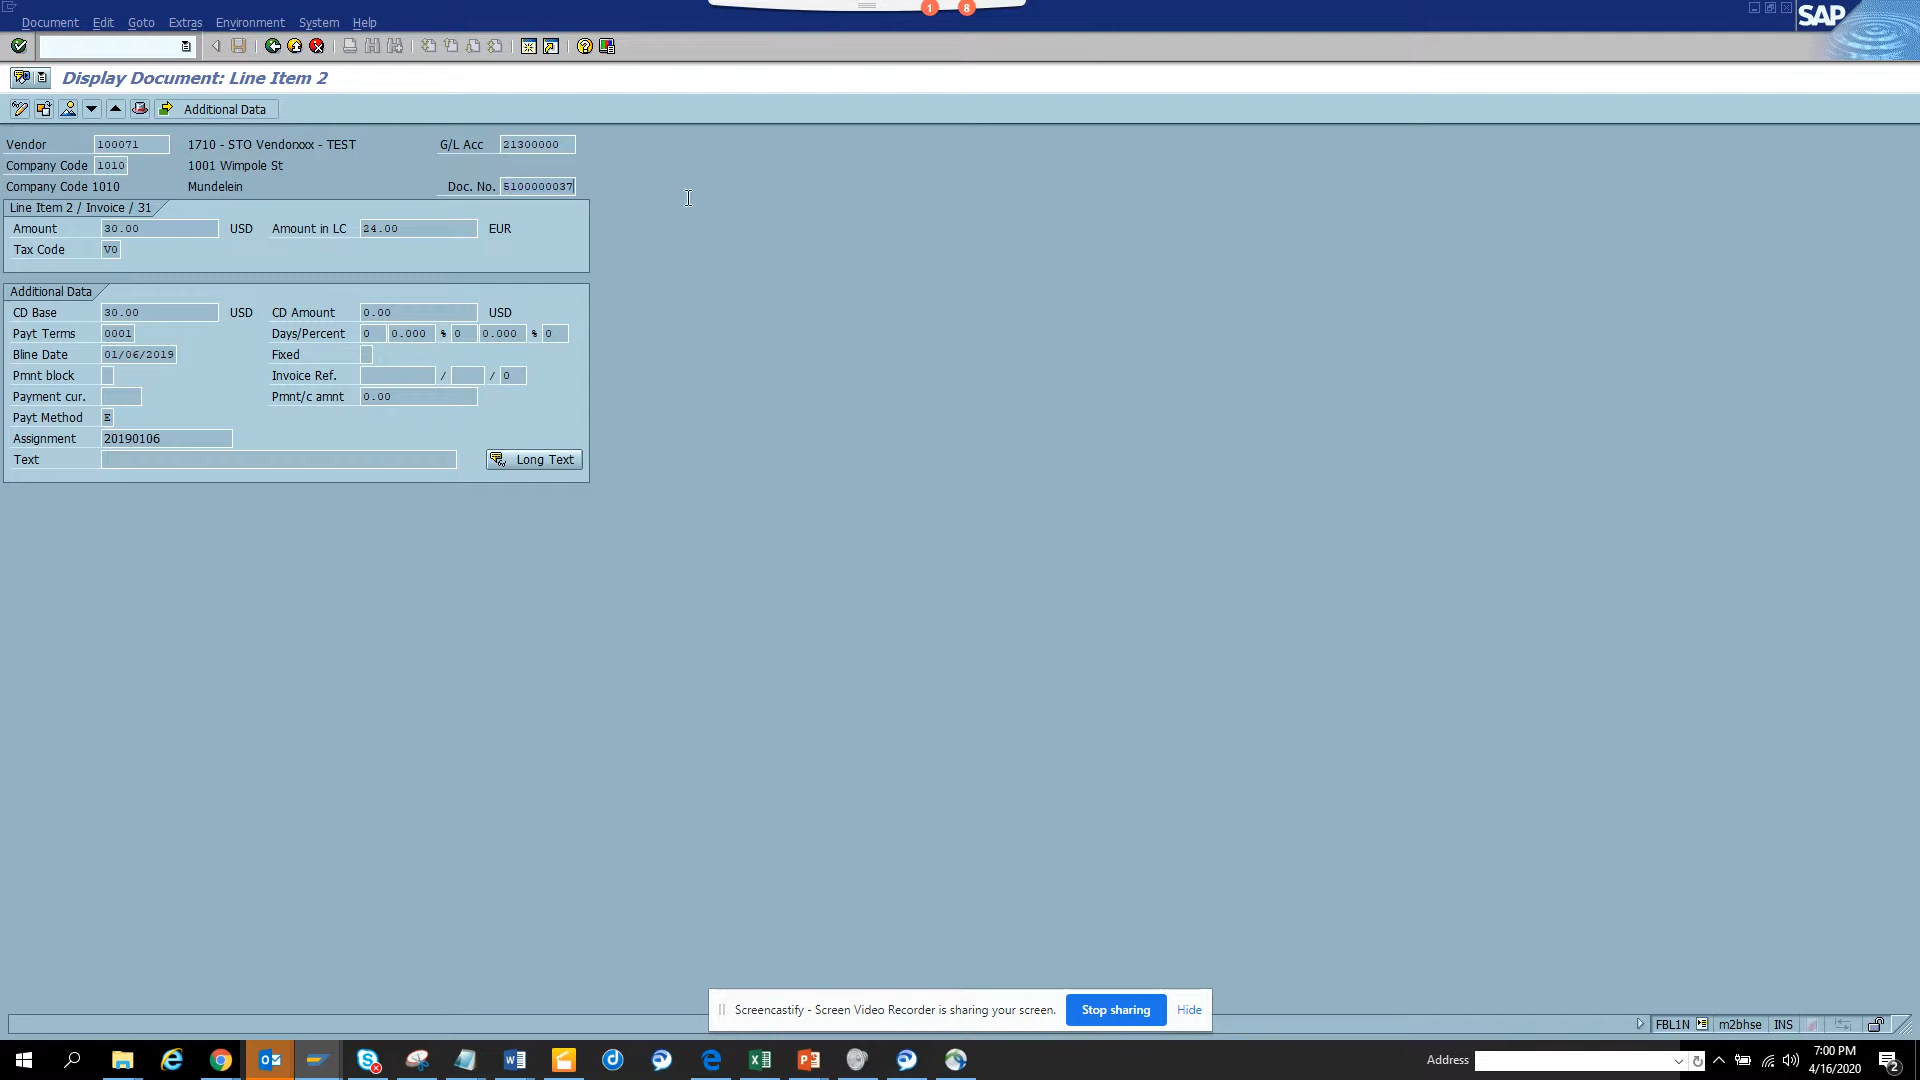 1 8
Document Edit Goto Extras Environment System Help
SAP
Display Document: Line Item 2
Additional Data
Vendor 100071 1710 - STO Vendorxxx - TEST G/L Acc 21300000
Company Code 1010 1001 Wimpole St
Company Code 1010 Mundelein Doc. No. 5100000037
Line Item 2 / Invoice / 31
Amount 30.00 USD Amount in LC 24.00 EUR
Tax Code V0
Additional Data
CD Base 30.00 USD CD Amount 0.00 USD
Payt Terms 0001 Days/Percent 0 0.000 % 0 0.000 % 0
Bline Date 01/06/2019 Fixed
Pmnt block Invoice Ref. / / 0
Payment cur. Pmnt/c amnt 0.00
Payt Method E
Assignment 20190106
Text Long Text
Screencastify - Screen Video Recorder is sharing your screen. Stop sharing Hide
FBL1N m2bhse INS
Address 7:00 PM
4/16/2020 2